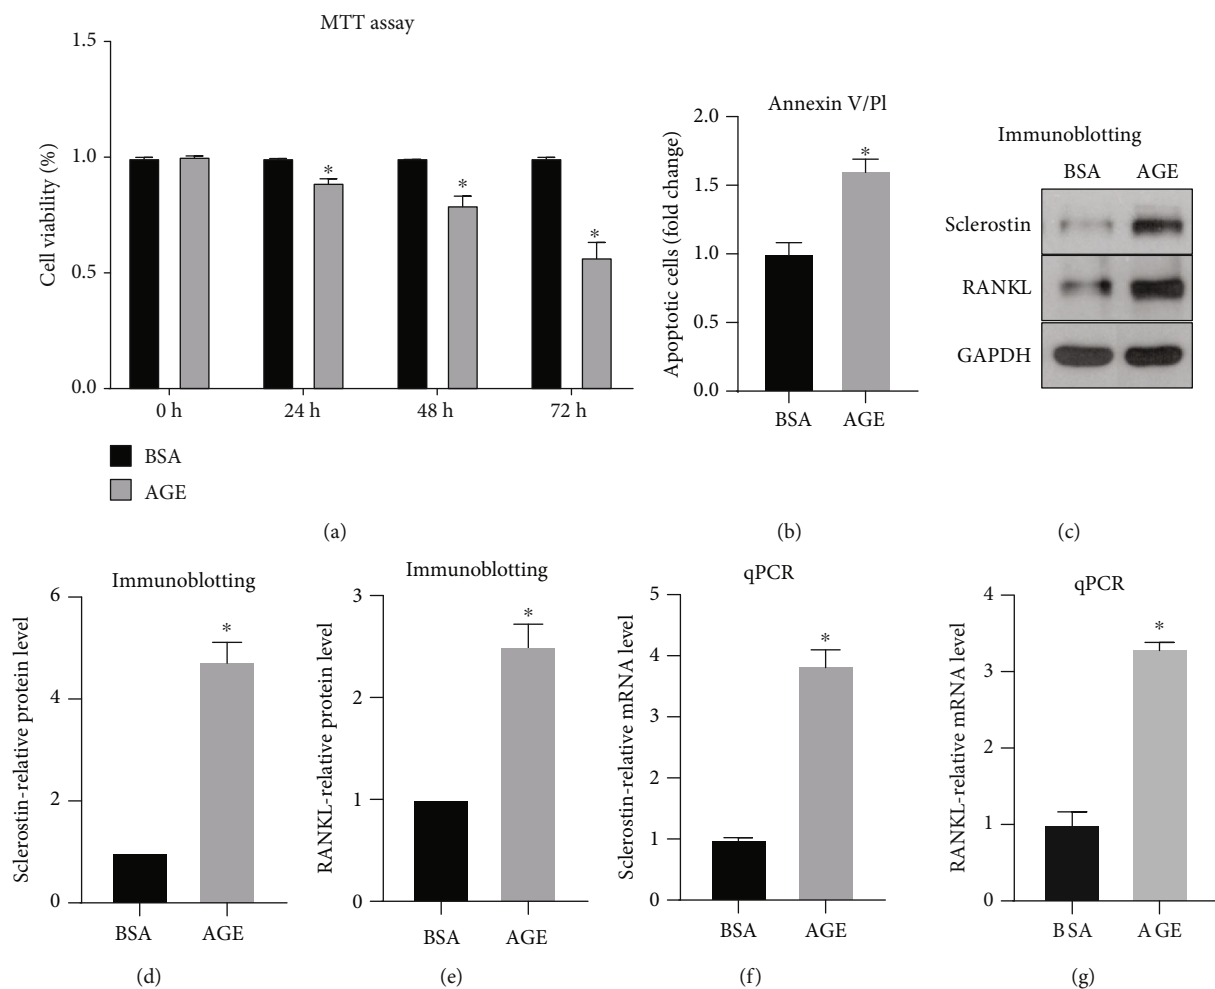 MTT assay
Cell viability (%)
1.5
1.0
0.5
0.0
0 h
24 h
48 h
72 h
*
*
*
BSA
AGE
(a)
Annexin V/Pl
Apoptotic cells (fold change)
2.0
1.5
1.0
0.5
0.0
*
BSA
AGE
(b)
Immunoblotting
BSA
AGE
Sclerostin
RANKL
GAPDH
(c)
Immunoblotting
Sclerostin-relative protein level
6
4
2
0
*
BSA
AGE
(d)
Immunoblotting
RANKL-relative protein level
3
2
1
0
*
BSA
AGE
(e)
qPCR
Sclerostin-relative mRNA level
5
4
3
2
1
0
*
BSA
AGE
(f)
qPCR
RANKL-relative mRNA level
4
3
2
1
0
*
BSA
AGE
(g)